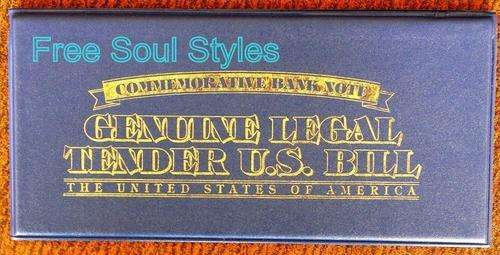 Free Soul Styles
COMMEMORATIVE BANK NOTE
GENUINE LEGAL
TENDER U.S. BILL
THE UNITED STATES OF AMERICA